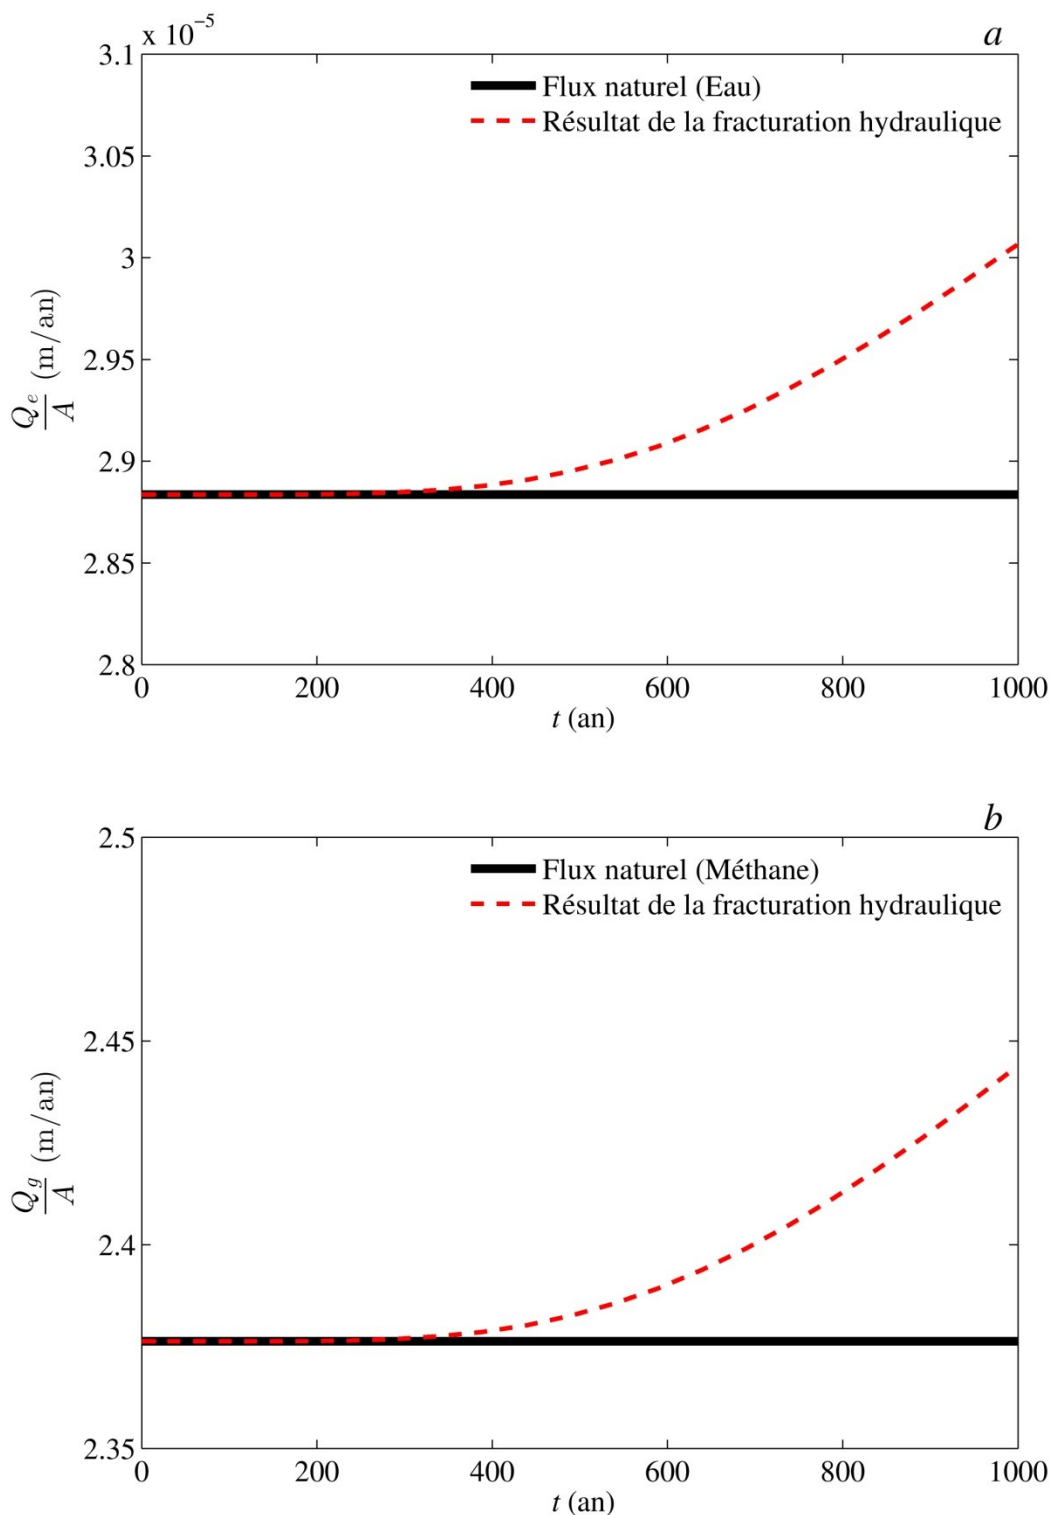 x 10⁻⁵
a
3.1
3.05
3
2.95
2.9
2.85
2.8
Flux naturel (Eau)
Résultat de la fracturation hydraulique
Qe/A (m/an)
0 200 400 600 800 1000
t (an)
b
2.5
2.45
2.4
2.35
Flux naturel (Méthane)
Résultat de la fracturation hydraulique
Qg/A (m/an)
0 200 400 600 800 1000
t (an)